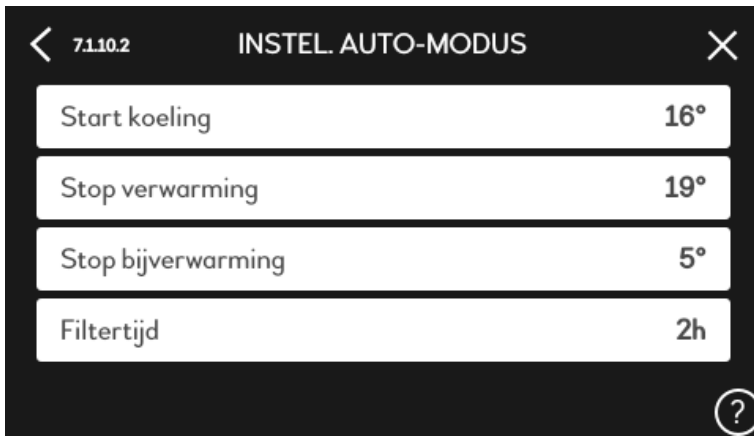 7.1.10.2 INSTEL. AUTO-MODUS
Start koeling 16°
Stop verwarming 19°
Stop bijverwarming 5°
Filtertijd 2h
?